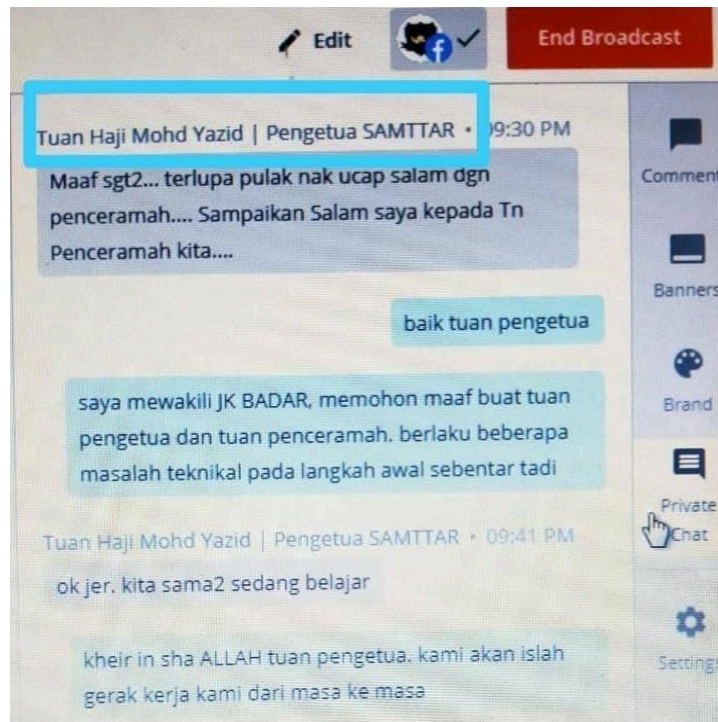 Edit
End Broadcast
Tuan Haji Mohd Yazid | Pengetua SAMTTAR • 09:30 PM
Maaf sgt2... terlupa pulak nak ucap salam dgn
penceramah.... Sampaikan Salam saya kepada Tn
Penceramah kita....
baik tuan pengetua
saya mewakili JK BADAR, memohon maaf buat tuan
pengetua dan tuan penceramah. berlaku beberapa
masalah teknikal pada langkah awal sebentar tadi
Tuan Haji Mohd Yazid | Pengetua SAMTTAR • 09:41 PM
ok jer. kita sama2 sedang belajar
kheir in sha ALLAH tuan pengetua. kami akan islah
gerak kerja kami dari masa ke masa
Comment
Banners
Brand
Private
Chat
Settings